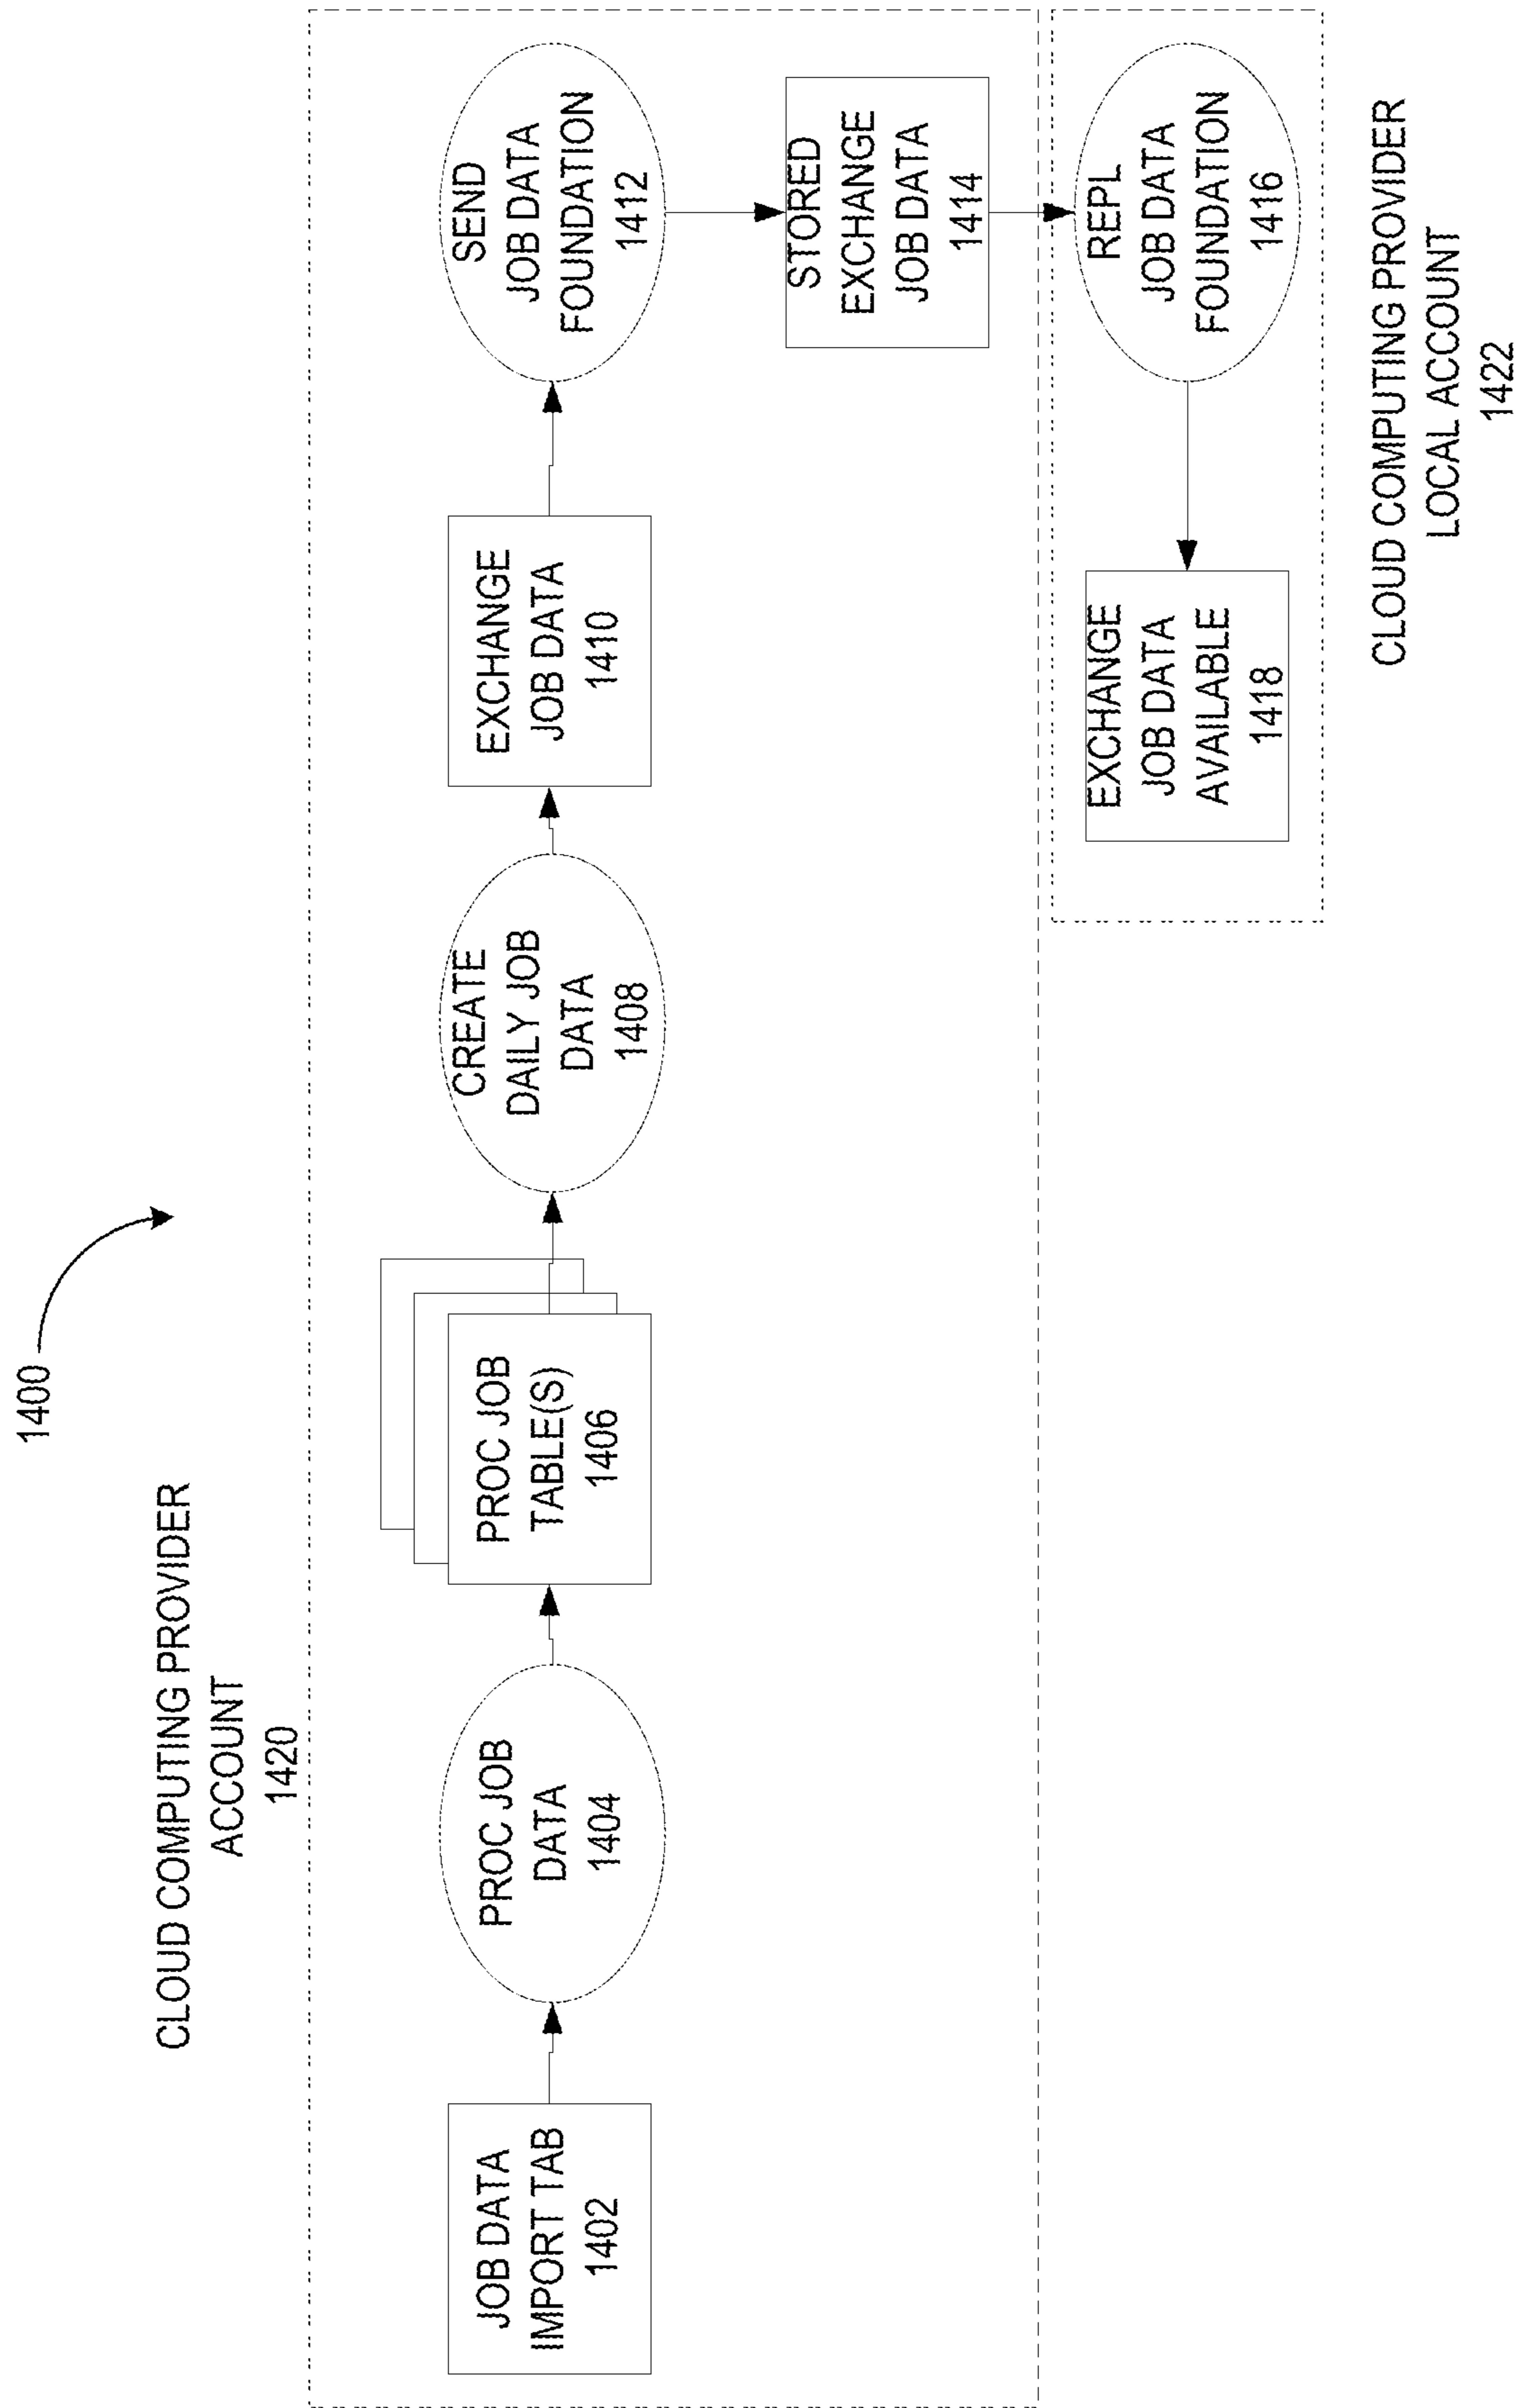 1400
CLOUD COMPUTING PROVIDER
ACCOUNT
1420
JOB DATA
IMPORT TAB
1402
PROC JOB
DATA
1404
PROC JOB
TABLE(S)
1406
CREATE
DAILY JOB
DATA
1408
EXCHANGE
JOB DATA
1410
SEND
JOB DATA
FOUNDATION
1412
STORED
EXCHANGE
JOB DATA
1414
REPL
JOB DATA
FOUNDATION
1416
EXCHANGE
JOB DATA
AVAILABLE
1418
CLOUD COMPUTING PROVIDER
LOCAL ACCOUNT
1422